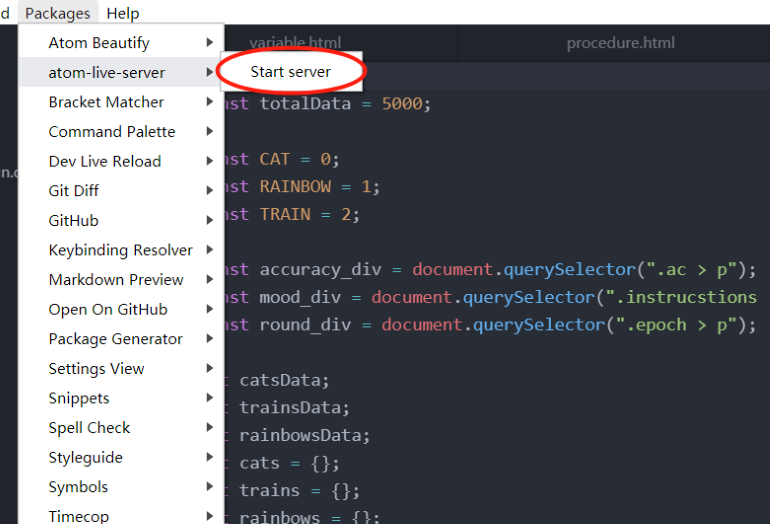 d Packages Help
variable.html procedure.html
Atom Beautify
atom-live-server Start server
Bracket Matcher nst totalData = 5000;
Command Palette
Dev Live Reload nst CAT = 0;
in.c
Git Diff nst RAINBOW = 1;
GitHub nst TRAIN = 2;
Keybinding Resolver
Markdown Preview nst accuracy_div = document.querySelector(".ac > p");
Open On GitHub nst mood_div = document.querySelector(".instrucstions
Package Generator nst round_div = document.querySelector(".epoch > p");
Settings View
t catsData;
Snippets t trainsData;
Spell Check t rainbowsData;
Styleguide t cats = {};
Symbols t trains = {};
Timecop t rainbows = {};